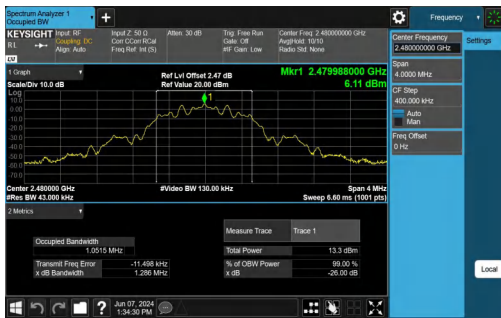 Spectrum Analyzer 1
Occupied BW
+
Frequency
KEYSIGHT
RL
Input: RF
Coupling: DC
Align: Auto
Input Z: 50 Ω
Corr CCorr RCal
Freq Ref: Int (S)
Atten: 30 dB
Trig: Free Run
Gate: Off
#IF Gain: Low
Center Freq: 2.480000000 GHz
Avg|Hold: 10/10
Radio Std: None
LM
Center Frequency
2.480000000 GHz
Settings
Span
4.0000 MHz
CF Step
400.000 kHz
Auto
Man
Freq Offset
0 Hz
Local
1 Graph
Scale/Div 10.0 dB
Ref Lvl Offset 2.47 dB
Ref Value 20.00 dBm
Mkr1 2.479988000 GHz
6.11 dBm
Log
10.0
0.00
-10.0
-20.0
-30.0
-40.0
-50.0
-60.0
-70.0
1
Center 2.480000 GHz
#Res BW 43.000 kHz
#Video BW 130.00 kHz
Span 4 MHz
Sweep 6.60 ms (1001 pts)
2 Metrics
Measure Trace Trace 1
Occupied Bandwidth
1.0515 MHz
Total Power 13.3 dBm
Transmit Freq Error -11.498 kHz
% of OBW Power 99.00 %
x dB Bandwidth 1.286 MHz
x dB -26.00 dB
?
Jun 07, 2024
1:34:30 PM